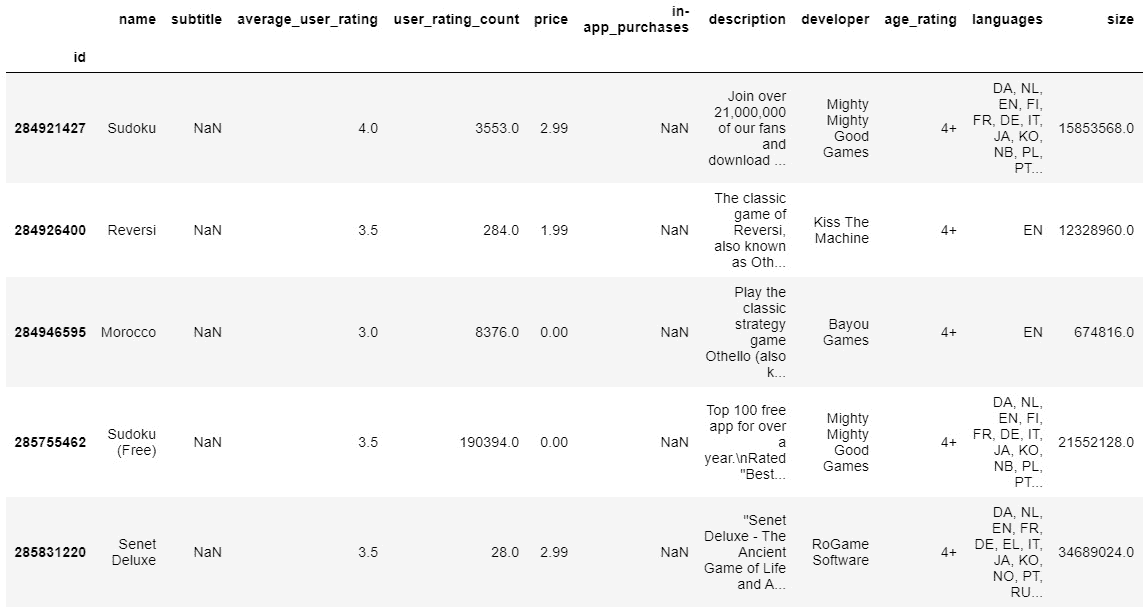 name subtitle average_user_rating user_rating_count price in-app_purchases description developer age_rating languages size
id
284921427 Sudoku NaN 4.0 3553.0 2.99 NaN Join over 21,000,000 of our fans and download ... Mighty Mighty Good Games 4+ DA, NL, EN, FI, FR, DE, IT, JA, KO, NB, PL, PT... 15853568.0
284926400 Reversi NaN 3.5 284.0 1.99 NaN The classic game of Reversi, also known as Oth... Kiss The Machine 4+ EN 12328960.0
284946595 Morocco NaN 3.0 8376.0 0.00 NaN Play the classic strategy game Othello (also k... Bayou Games 4+ EN 674816.0
285755462 Sudoku (Free) NaN 3.5 190394.0 0.00 NaN Top 100 free app for over a year.\nRated "Best... Mighty Mighty Good Games 4+ DA, NL, EN, FI, FR, DE, IT, JA, KO, NB, PL, PT... 21552128.0
285831220 Senet Deluxe NaN 3.5 28.0 2.99 NaN "Senet Deluxe - The Ancient Game of Life and A... RoGame Software 4+ DA, NL, EN, FR, DE, EL, IT, JA, KO, NO, PT, RU... 34689024.0